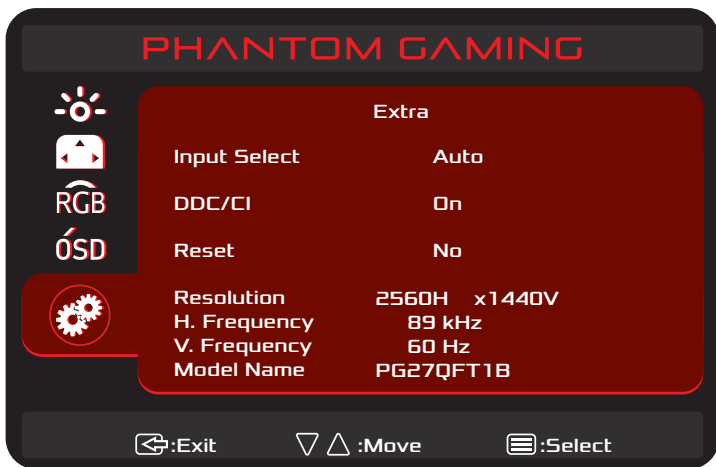 PHANTOM GAMING
Extra
Input Select Auto
RGB
DDC/CI On
OSD
Reset No
Resolution 2560H x1440V
H. Frequency 89 kHz
V. Frequency 60 Hz
Model Name PG27QFT1B
:Exit :Move :Select